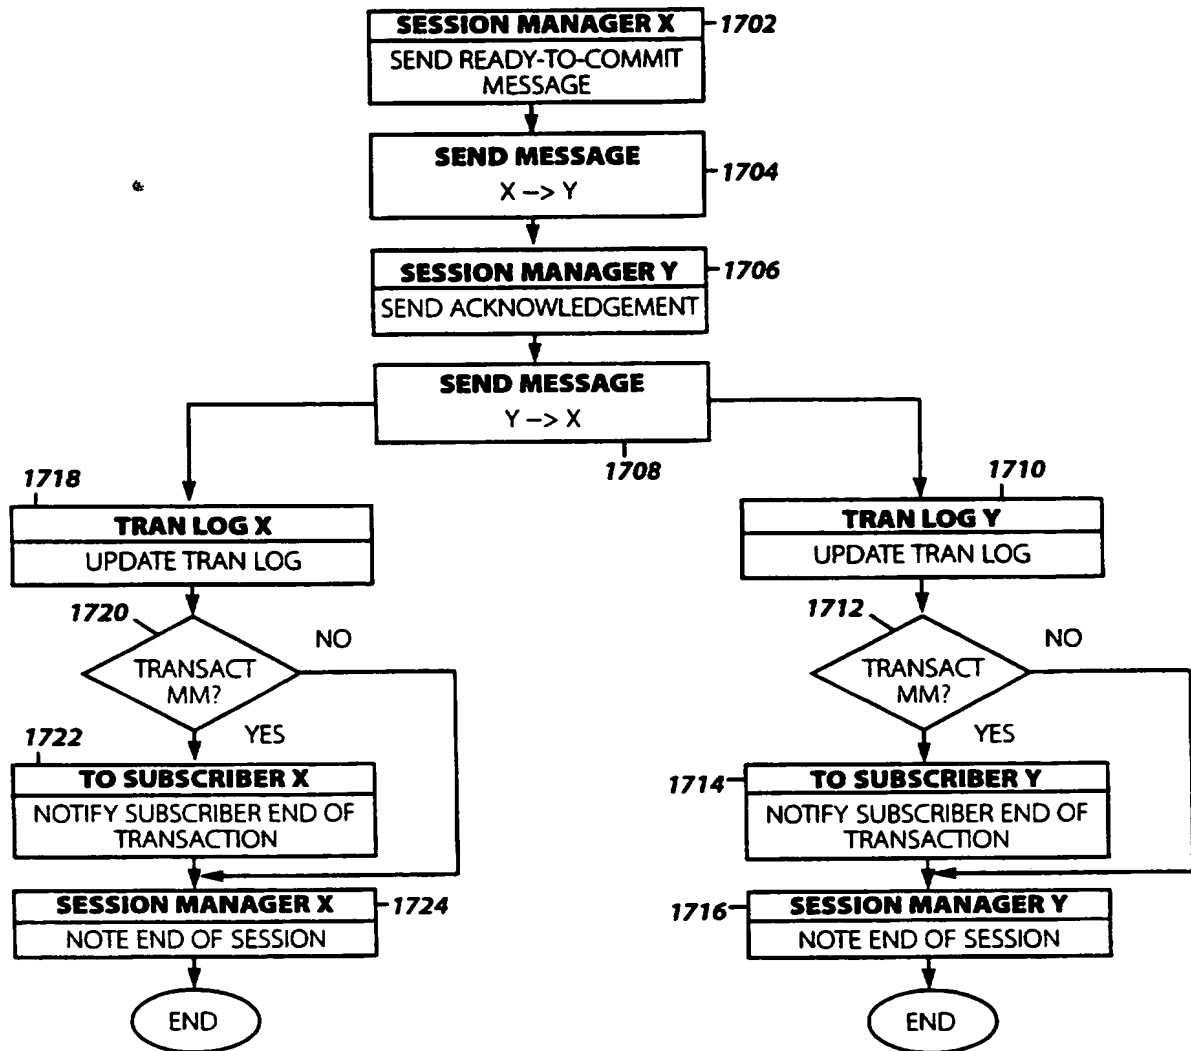 SESSION MANAGER X
1702
SEND READY-TO-COMMIT
MESSAGE
SEND MESSAGE
X –> Y
1704
SESSION MANAGER Y
1706
SEND ACKNOWLEDGEMENT
SEND MESSAGE
Y –> X
1708
1718
TRAN LOG X
UPDATE TRAN LOG
1720
TRANSACT
MM?
NO
YES
1722
TO SUBSCRIBER X
NOTIFY SUBSCRIBER END OF
TRANSACTION
SESSION MANAGER X
1724
NOTE END OF SESSION
END
1710
TRAN LOG Y
UPDATE TRAN LOG
1712
TRANSACT
MM?
NO
YES
1714
TO SUBSCRIBER Y
NOTIFY SUBSCRIBER END OF
TRANSACTION
1716
SESSION MANAGER Y
NOTE END OF SESSION
END